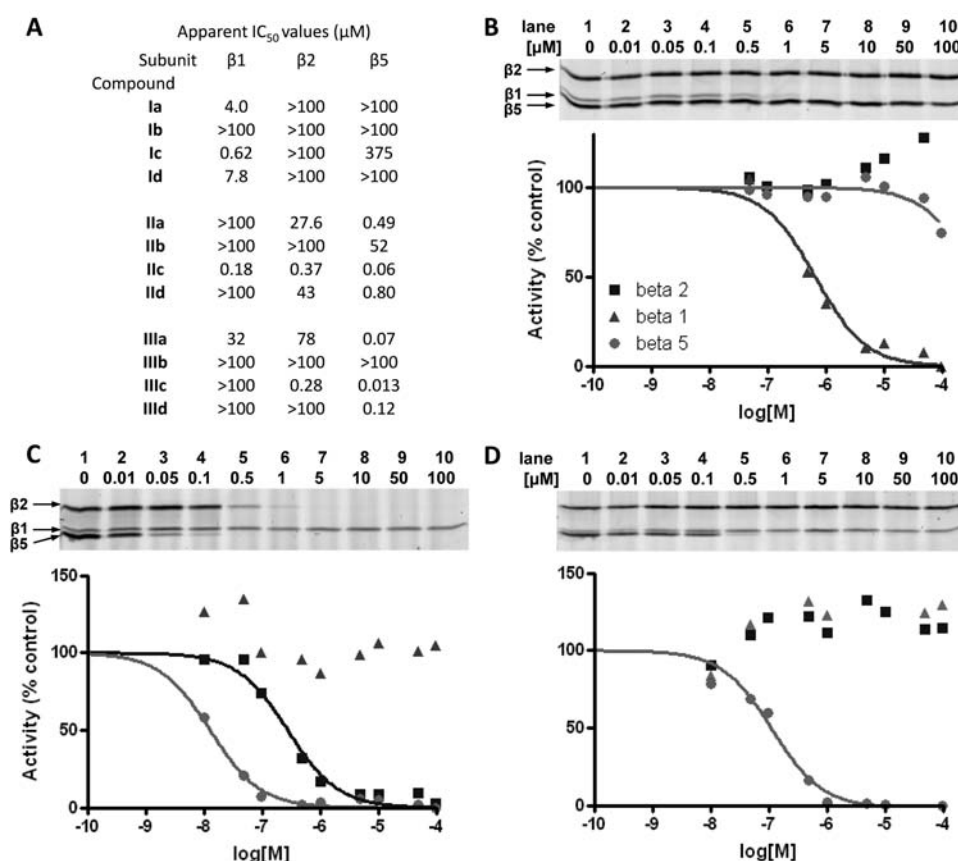 A
Apparent IC50 values (µM)
Subunit β1 β2 β5
Compound
Ia 4.0 >100 >100
Ib >100 >100 >100
Ic 0.62 >100 375
Id 7.8 >100 >100
IIa >100 27.6 0.49
IIb >100 >100 52
IIc 0.18 0.37 0.06
IId >100 43 0.80
IIIa 32 78 0.07
IIIb >100 >100 >100
IIIc >100 0.28 0.013
IIId >100 >100 0.12
B
lane 1 2 3 4 5 6 7 8 9 10
[µM] 0 0.01 0.05 0.1 0.5 1 5 10 50 100
β2
β1
β5
Activity (% control)
100
50
0
beta 2
beta 1
beta 5
-10 -9 -8 -7 -6 -5 -4
log[M]
C
1 2 3 4 5 6 7 8 9 10
0 0.01 0.05 0.1 0.5 1 5 10 50 100
β2
β1
β5
Activity (% control)
150
100
50
0
-10 -9 -8 -7 -6 -5 -4
log[M]
D
lane 1 2 3 4 5 6 7 8 9 10
[µM] 0 0.01 0.05 0.1 0.5 1 5 10 50 100
150
100
50
0
-10 -9 -8 -7 -6 -5 -4
log[M]